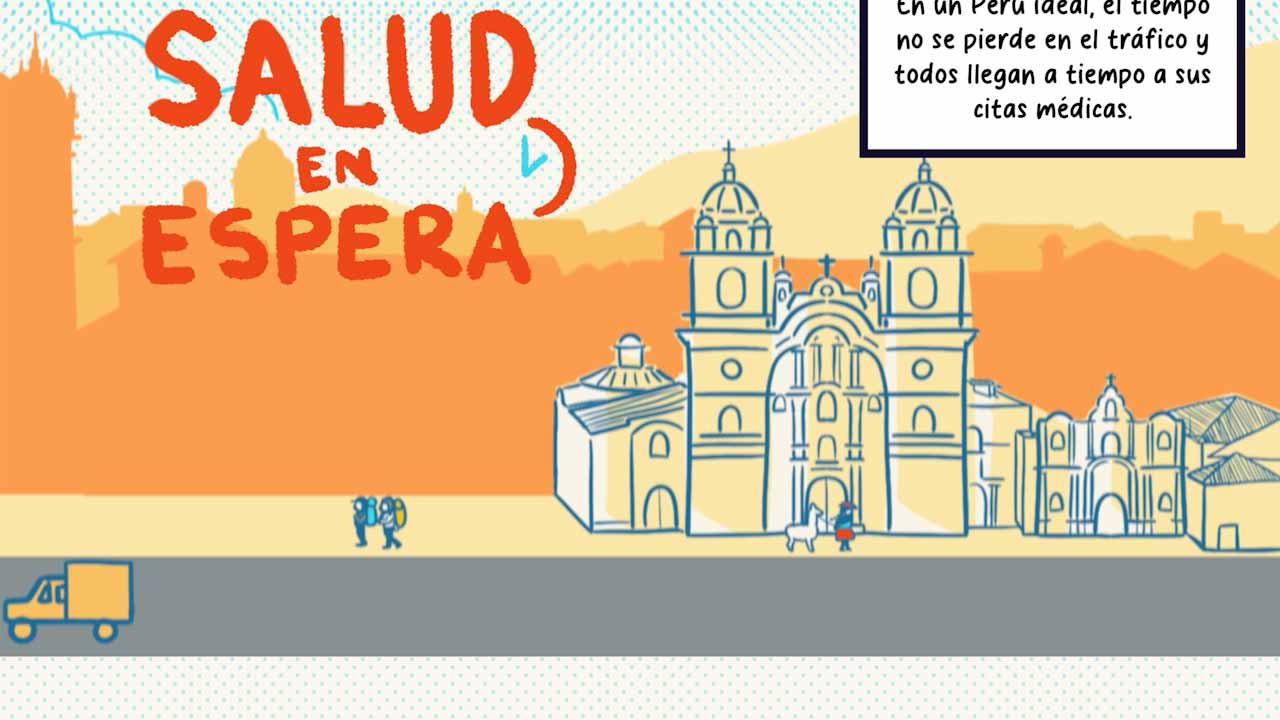 SALUD
EN
ESPERA
En un Perú ideal, el tiempo
no se pierde en el tráfico y
todos llegan a tiempo a sus
citas médicas.